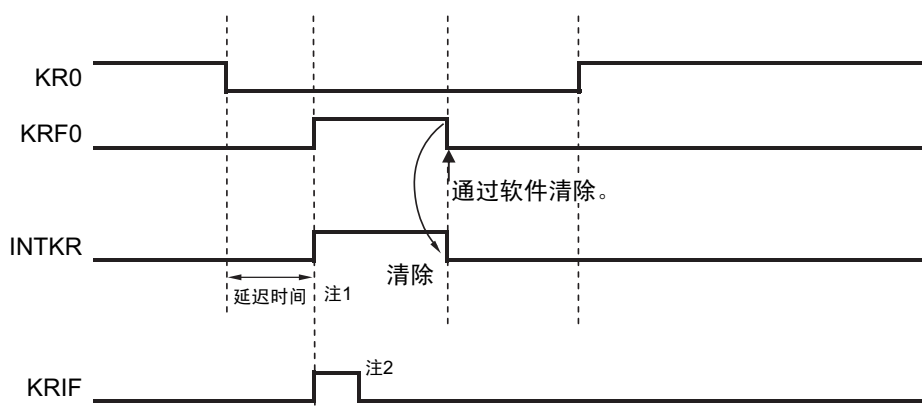 KR0
KRF0
通过软件清除。
INTKR
清除
延迟时间
注1
注2
KRIF